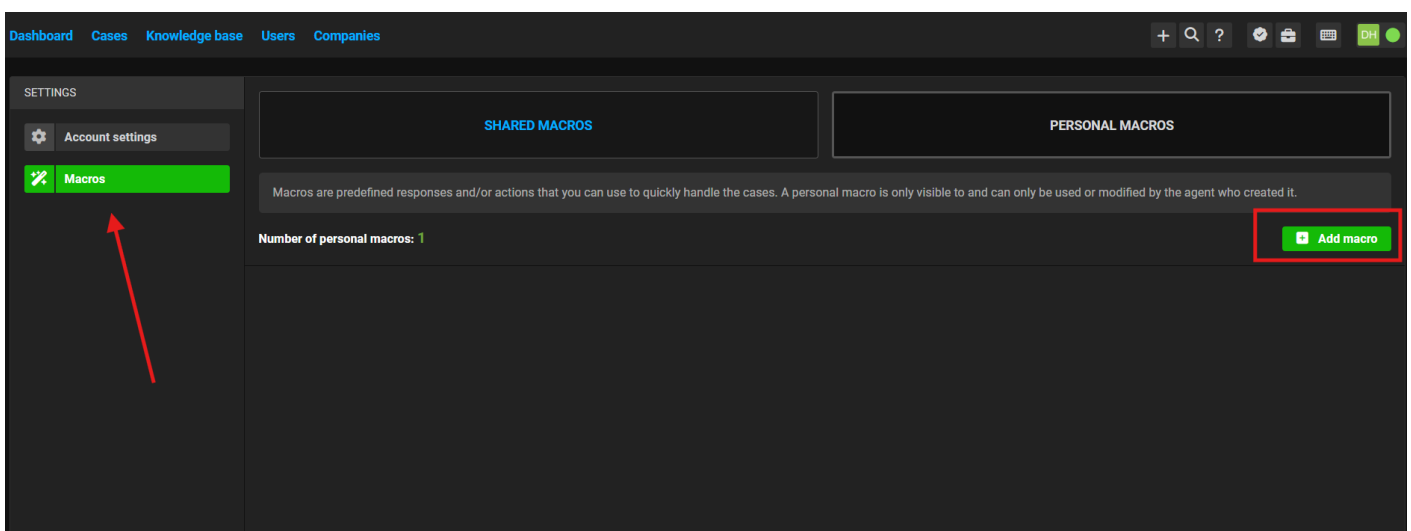 Dashboard Cases Knowledge base Users Companies + ? DH
SETTINGS
Account settings
Macros
SHARED MACROS
PERSONAL MACROS
Macros are predefined responses and/or actions that you can use to quickly handle the cases. A personal macro is only visible to and can only be used or modified by the agent who created it.
Number of personal macros: 1
Add macro